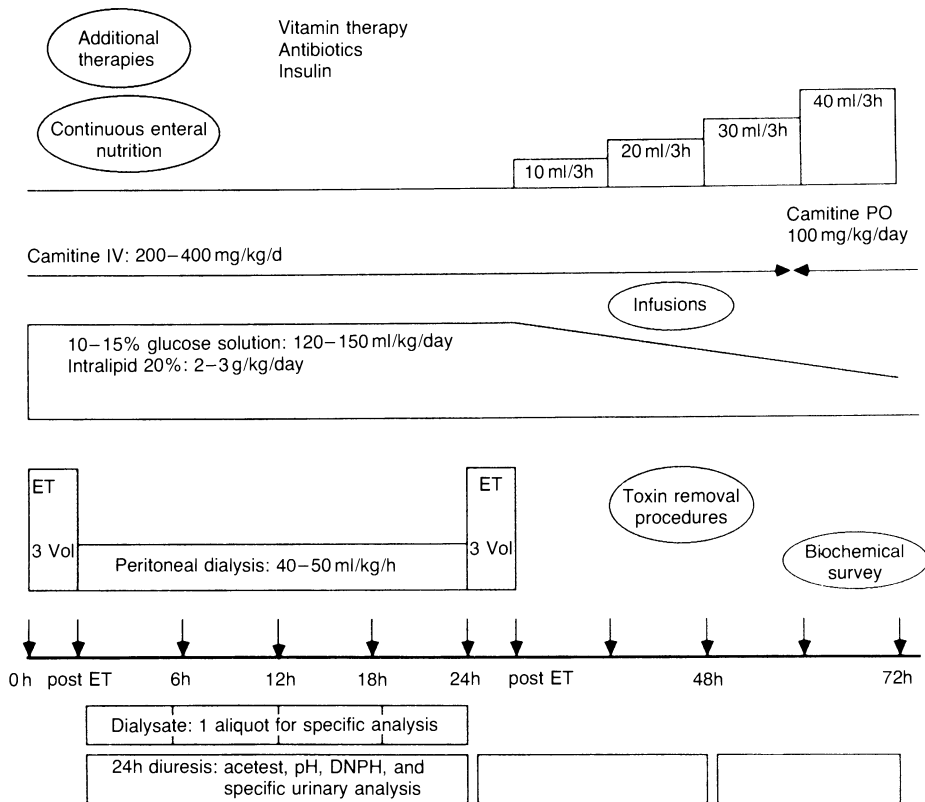 Additional
therapies
Vitamin therapy
Antibiotics
Insulin
Continuous enteral
nutrition
10 ml/3h
20 ml/3h
30 ml/3h
40 ml/3h
Camitine IV: 200–400 mg/kg/d
Camitine PO
100 mg/kg/day
Infusions
10–15% glucose solution: 120–150 ml/kg/day
Intralipid 20%: 2–3 g/kg/day
ET
3 Vol
Peritoneal dialysis: 40–50 ml/kg/h
ET
3 Vol
Toxin removal
procedures
Biochemical
survey
0 h post ET 6h 12h 18h 24h post ET 48h 72h
Dialysate: 1 aliquot for specific analysis
24h diuresis: acetest, pH, DNPH, and
specific urinary analysis